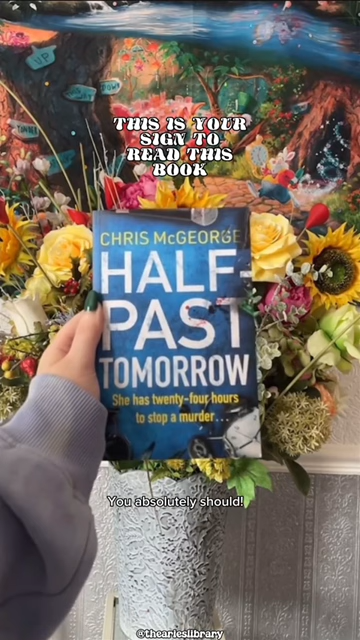 UP
THIS IS YOUR
SIGN TO
READ THIS
BOOK
CHRIS McGEORGE
HALF-
PAST
TOMORROW
She has twenty-four hours
to stop a murder...
You absolutely should!
@thearieslibrary